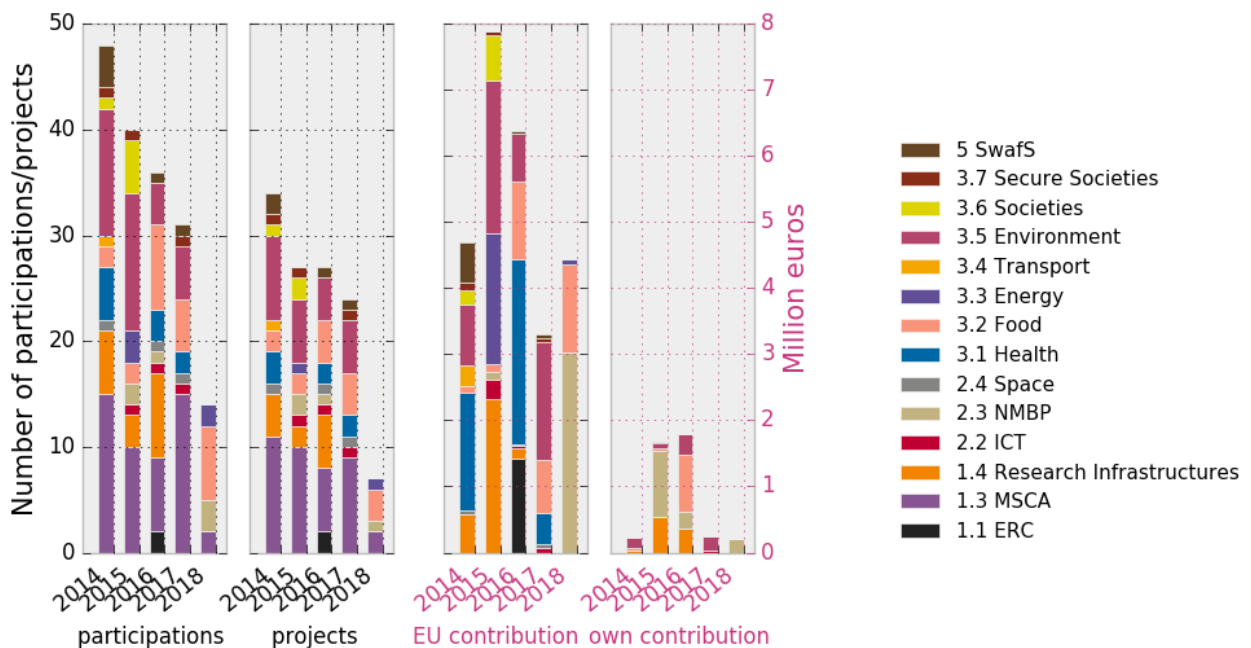 Number of participations/projects
50
40
30
20
10
0
2014
2015
2016
2017
2018
participations
2014
2015
2016
2017
2018
projects
2014
2015
2016
2017
2018
EU contribution
2014
2015
2016
2017
2018
own contribution
8
7
6
5
4
3
2
1
0
Million euros
5 SwafS
3.7 Secure Societies
3.6 Societies
3.5 Environment
3.4 Transport
3.3 Energy
3.2 Food
3.1 Health
2.4 Space
2.3 NMBP
2.2 ICT
1.4 Research Infrastructures
1.3 MSCA
1.1 ERC